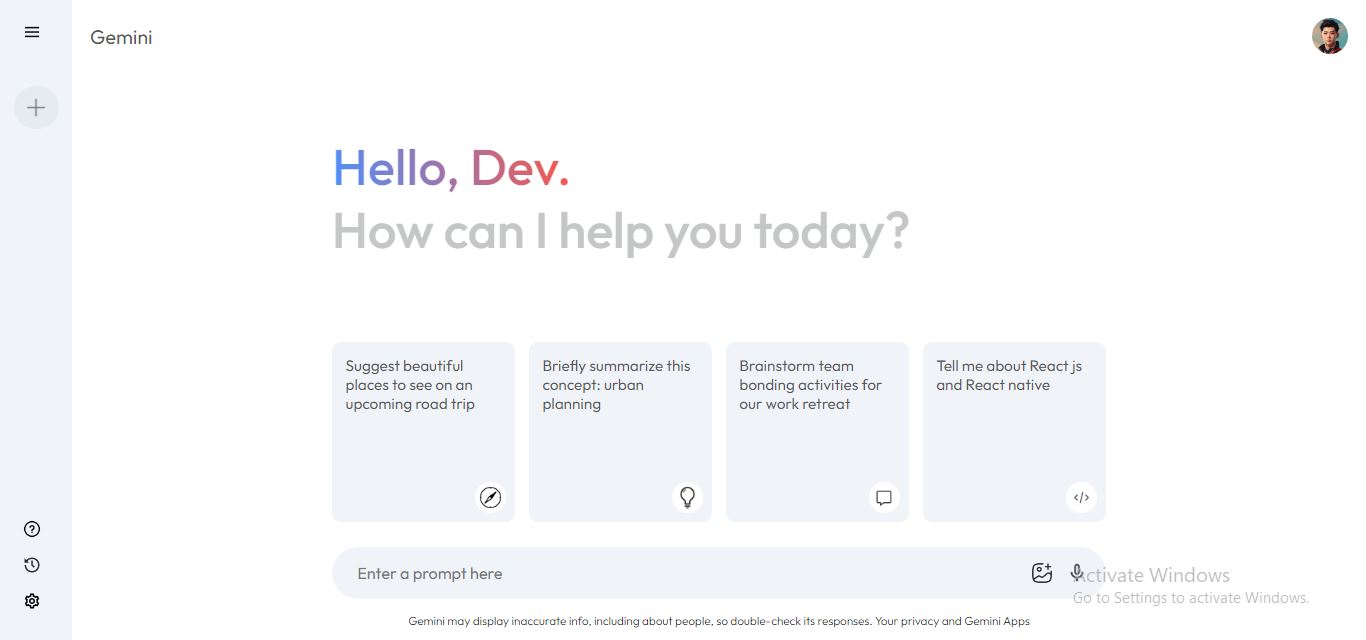 Gemini
Hello, Dev.
How can I help you today?
Suggest beautiful
places to see on an
upcoming road trip
Briefly summarize this
concept: urban
planning
Brainstorm team
bonding activities for
our work retreat
Tell me about React js
and React native
Enter a prompt here
Activate Windows
Go to Settings to activate Windows.
Gemini may display inaccurate info, including about people, so double-check its responses. Your privacy and Gemini Apps